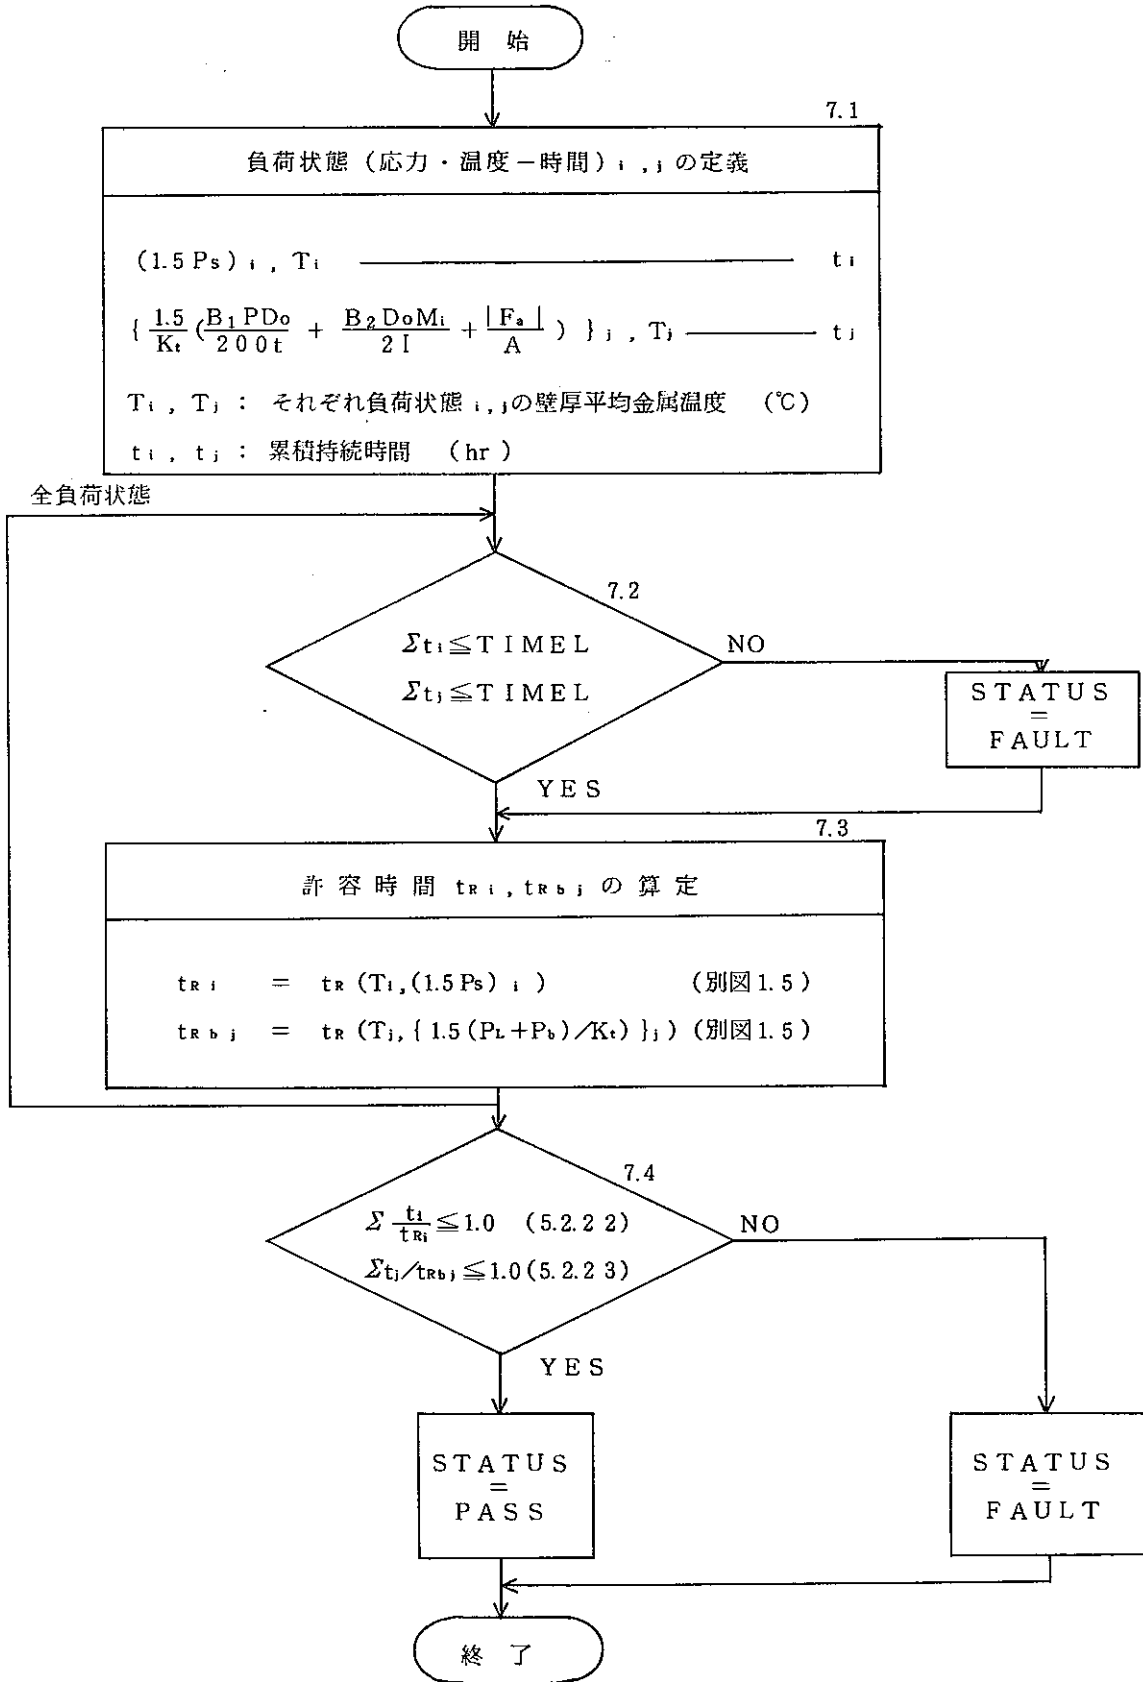 開 始
7.1
負荷状態（応力・温度－時間）i , j の定義
(1.5 Ps) i , Ti ――― ti
{ 1.5/Kt (B1PDo/200t + B2DoMi/2I + |Fa|/A ) } j , Tj ――― tj
Ti , Tj : それぞれ負荷状態 i , j の壁厚平均金属温度 (℃)
ti , tj : 累積持続時間 (hr)
全負荷状態
7.2
Σti≦TIMEL
Σtj≦TIMEL
NO
STATUS
=
FAULT
YES
7.3
許 容 時 間 tRi , tRbj の 算 定
tRi = tR (Ti , (1.5 Ps) i ) (別図1.5)
tRbj = tR (Tj , { 1.5 (PL+Pb)／Kt) }j ) (別図1.5)
7.4
Σ ti/tRi ≦1.0 (5.2.2 2)
Σtj／tRbj ≦1.0 (5.2.2 3)
NO
YES
STATUS
=
PASS
STATUS
=
FAULT
終 了